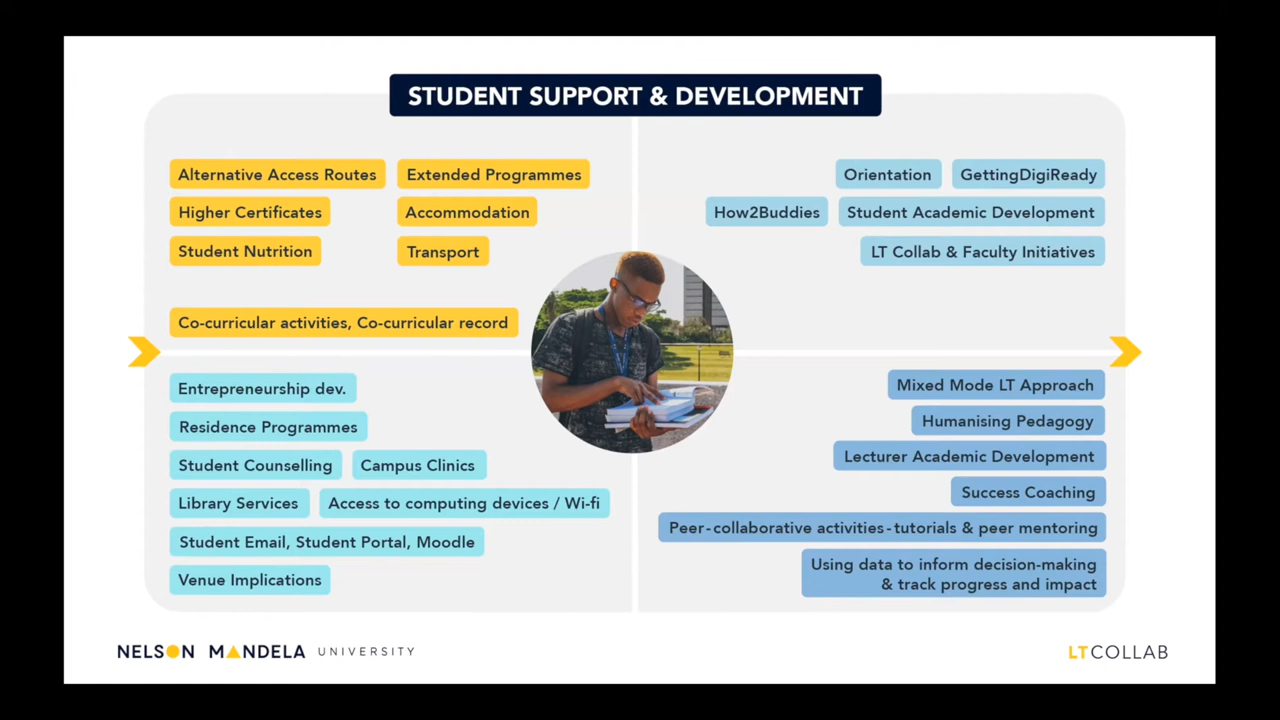 STUDENT SUPPORT & DEVELOPMENT
Alternative Access Routes
Extended Programmes
Higher Certificates
Accommodation
Student Nutrition
Transport
Co-curricular activities, Co-curricular record
Orientation
GettingDigiReady
How2Buddies
Student Academic Development
LT Collab & Faculty Initiatives
Entrepreneurship dev.
Residence Programmes
Student Counselling
Campus Clinics
Library Services
Access to computing devices / Wi-fi
Student Email, Student Portal, Moodle
Venue Implications
Mixed Mode LT Approach
Humanising Pedagogy
Lecturer Academic Development
Success Coaching
Peer-collaborative activities-tutorials & peer mentoring
Using data to inform decision-making
& track progress and impact
NELSON MANDELA UNIVERSITY
LTCOLLAB